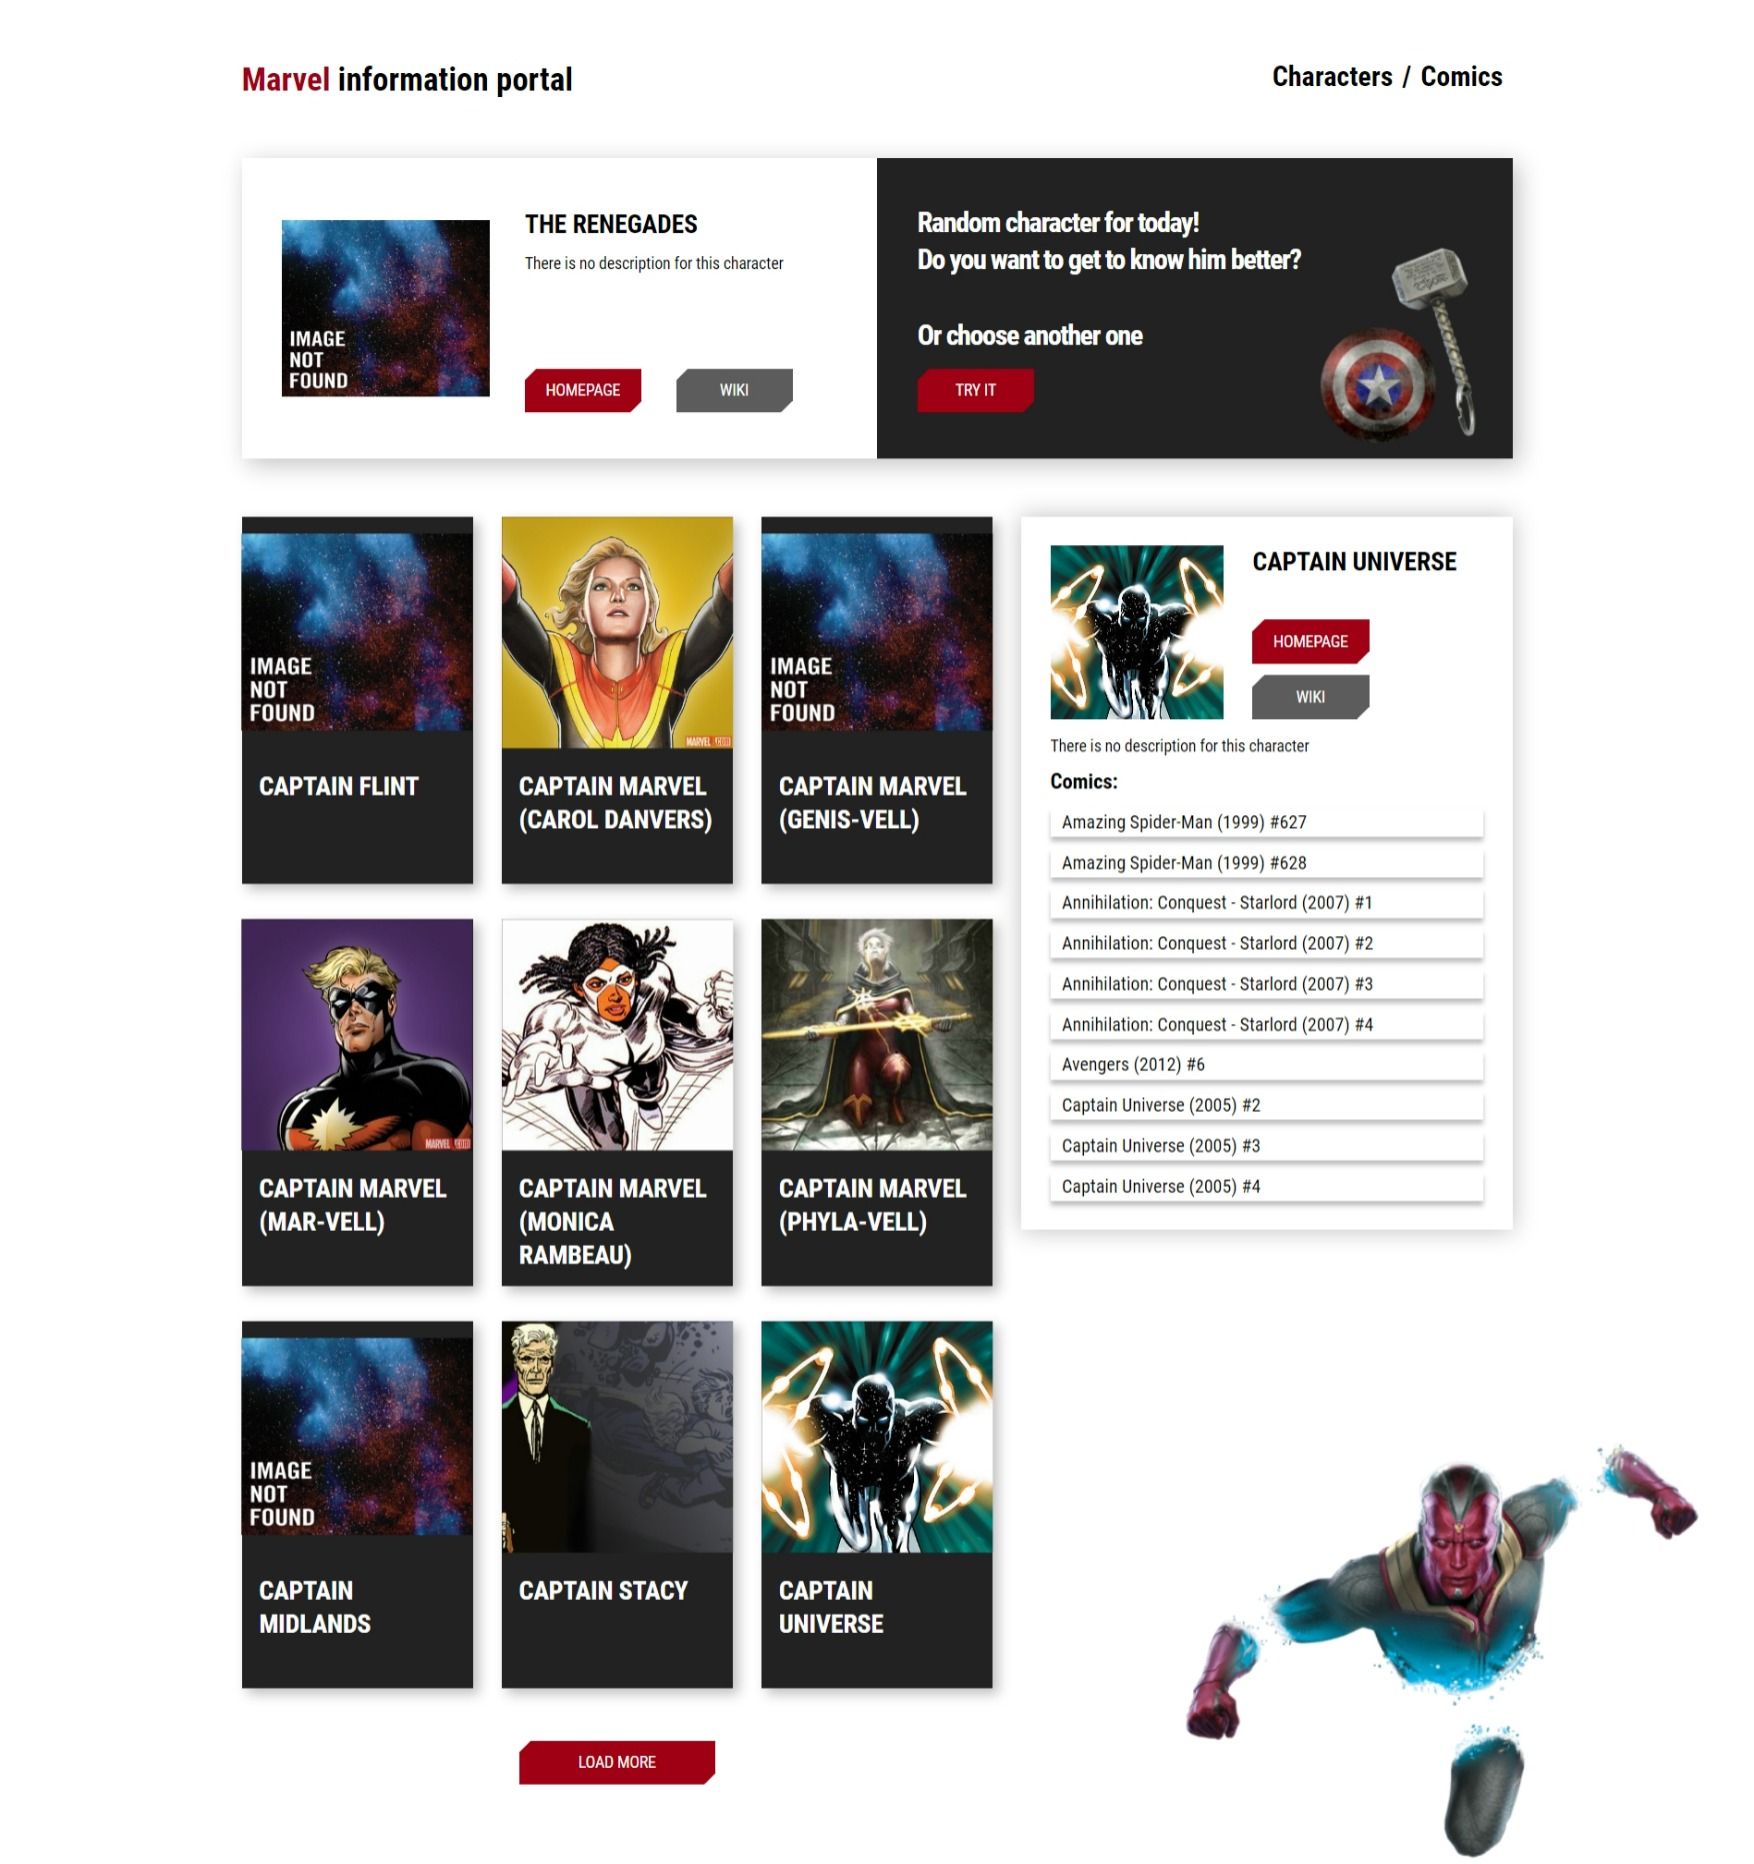 Marvel information portal
Characters / Comics
THE RENEGADES
There is no description for this character
IMAGE
NOT
FOUND
HOMEPAGE
WIKI
Random character for today!
Do you want to get to know him better?
Or choose another one
TRY IT
IMAGE
NOT
FOUND
CAPTAIN FLINT
MARVEL .COM
CAPTAIN MARVEL
(CAROL DANVERS)
IMAGE
NOT
FOUND
CAPTAIN MARVEL
(GENIS-VELL)
MARVEL .COM
CAPTAIN MARVEL
(MAR-VELL)
CAPTAIN MARVEL
(MONICA
RAMBEAU)
CAPTAIN MARVEL
(PHYLA-VELL)
IMAGE
NOT
FOUND
CAPTAIN
MIDLANDS
CAPTAIN STACY
CAPTAIN
UNIVERSE
LOAD MORE
CAPTAIN UNIVERSE
HOMEPAGE
WIKI
There is no description for this character
Comics:
Amazing Spider-Man (1999) #627
Amazing Spider-Man (1999) #628
Annihilation: Conquest - Starlord (2007) #1
Annihilation: Conquest - Starlord (2007) #2
Annihilation: Conquest - Starlord (2007) #3
Annihilation: Conquest - Starlord (2007) #4
Avengers (2012) #6
Captain Universe (2005) #2
Captain Universe (2005) #3
Captain Universe (2005) #4